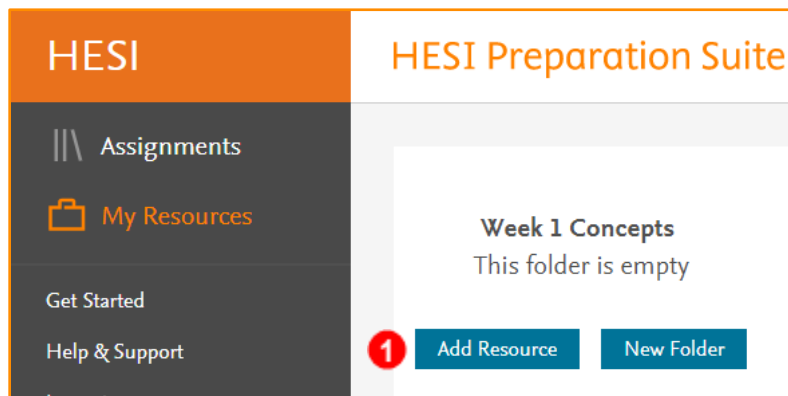 HESI
HESI Preparation Suite
Assignments
My Resources
Get Started
Help & Support
Week 1 Concepts
This folder is empty
1 Add Resource New Folder